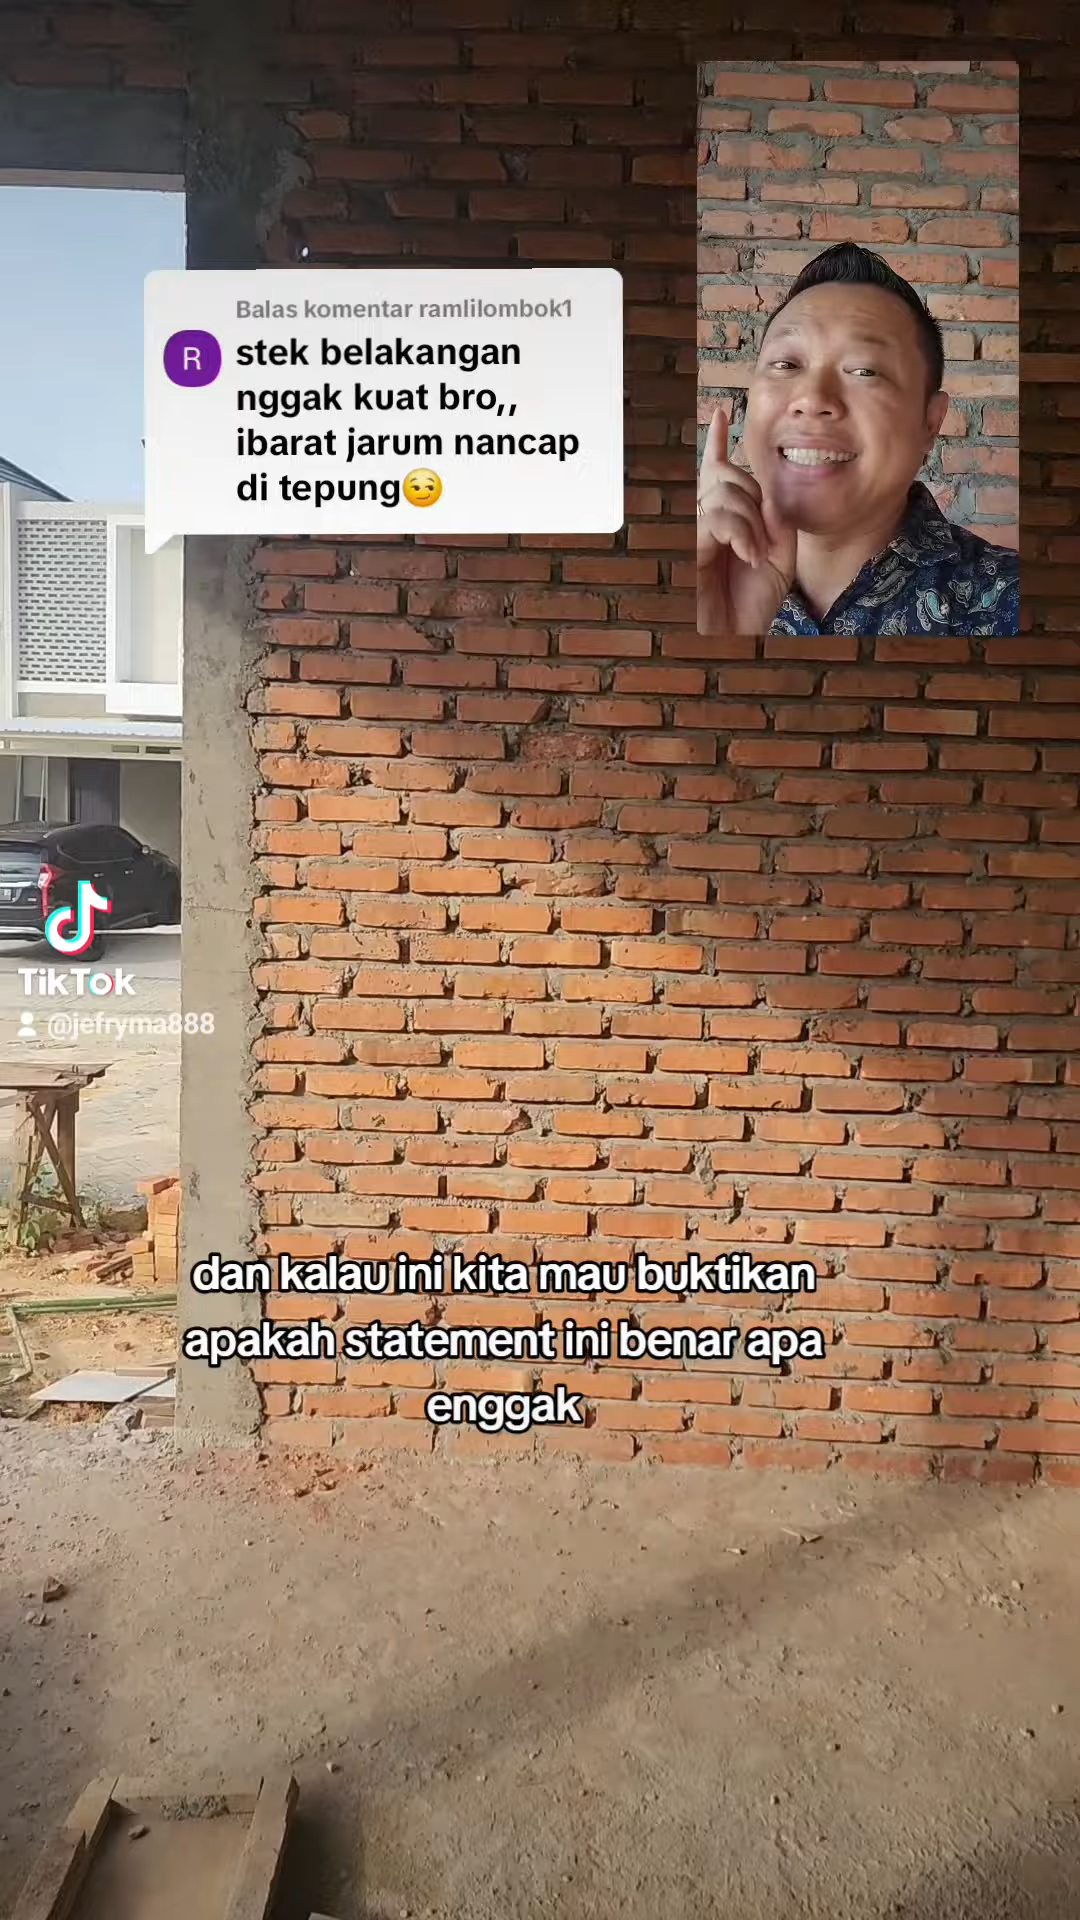 Balas komentar ramlilombok1
R
stek belakangan
nggak kuat bro,,
ibarat jarum nancap
di tepung😏
TikTok
@jefryma888
dan kalau ini kita mau buktikan
apakah statement ini benar apa
enggak